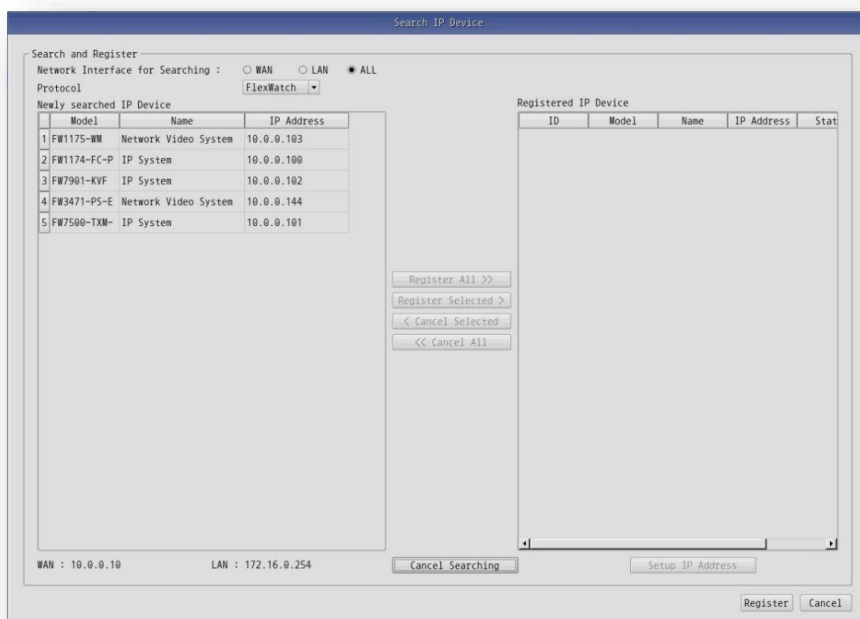 Search IP Device
Search and Register
Network Interface for Searching : WAN LAN ALL
Protocol FlexWatch
Newly searched IP Device
Model Name IP Address
1 FW1175-WM Network Video System 10.0.0.103
2 FW1174-FC-P IP System 10.0.0.100
3 FW7901-KVF IP System 10.0.0.102
4 FW3471-PS-E Network Video System 10.0.0.144
5 FW7500-TXM- IP System 10.0.0.101
Register All >>
Register Selected >
< Cancel Selected
<< Cancel All
Registered IP Device
ID Model Name IP Address Stat
WAN : 10.0.0.10 LAN : 172.16.0.254
Cancel Searching
Setup IP Address
Register Cancel